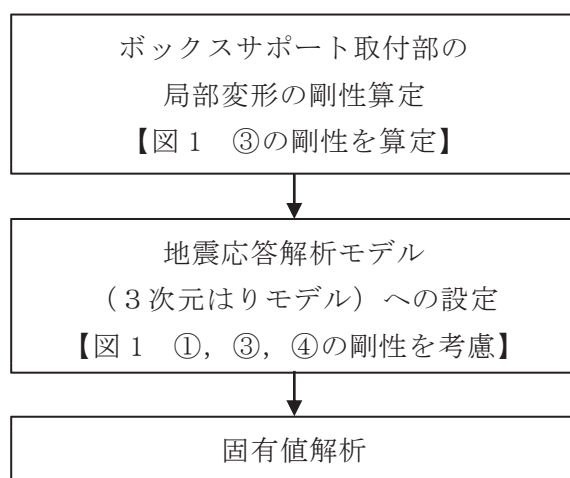 ボックスサポート取付部の
局部変形の剛性算定
【図1　③の剛性を算定】
地震応答解析モデル
（３次元はりモデル）への設定
【図1　①，③，④の剛性を考慮】
固有値解析